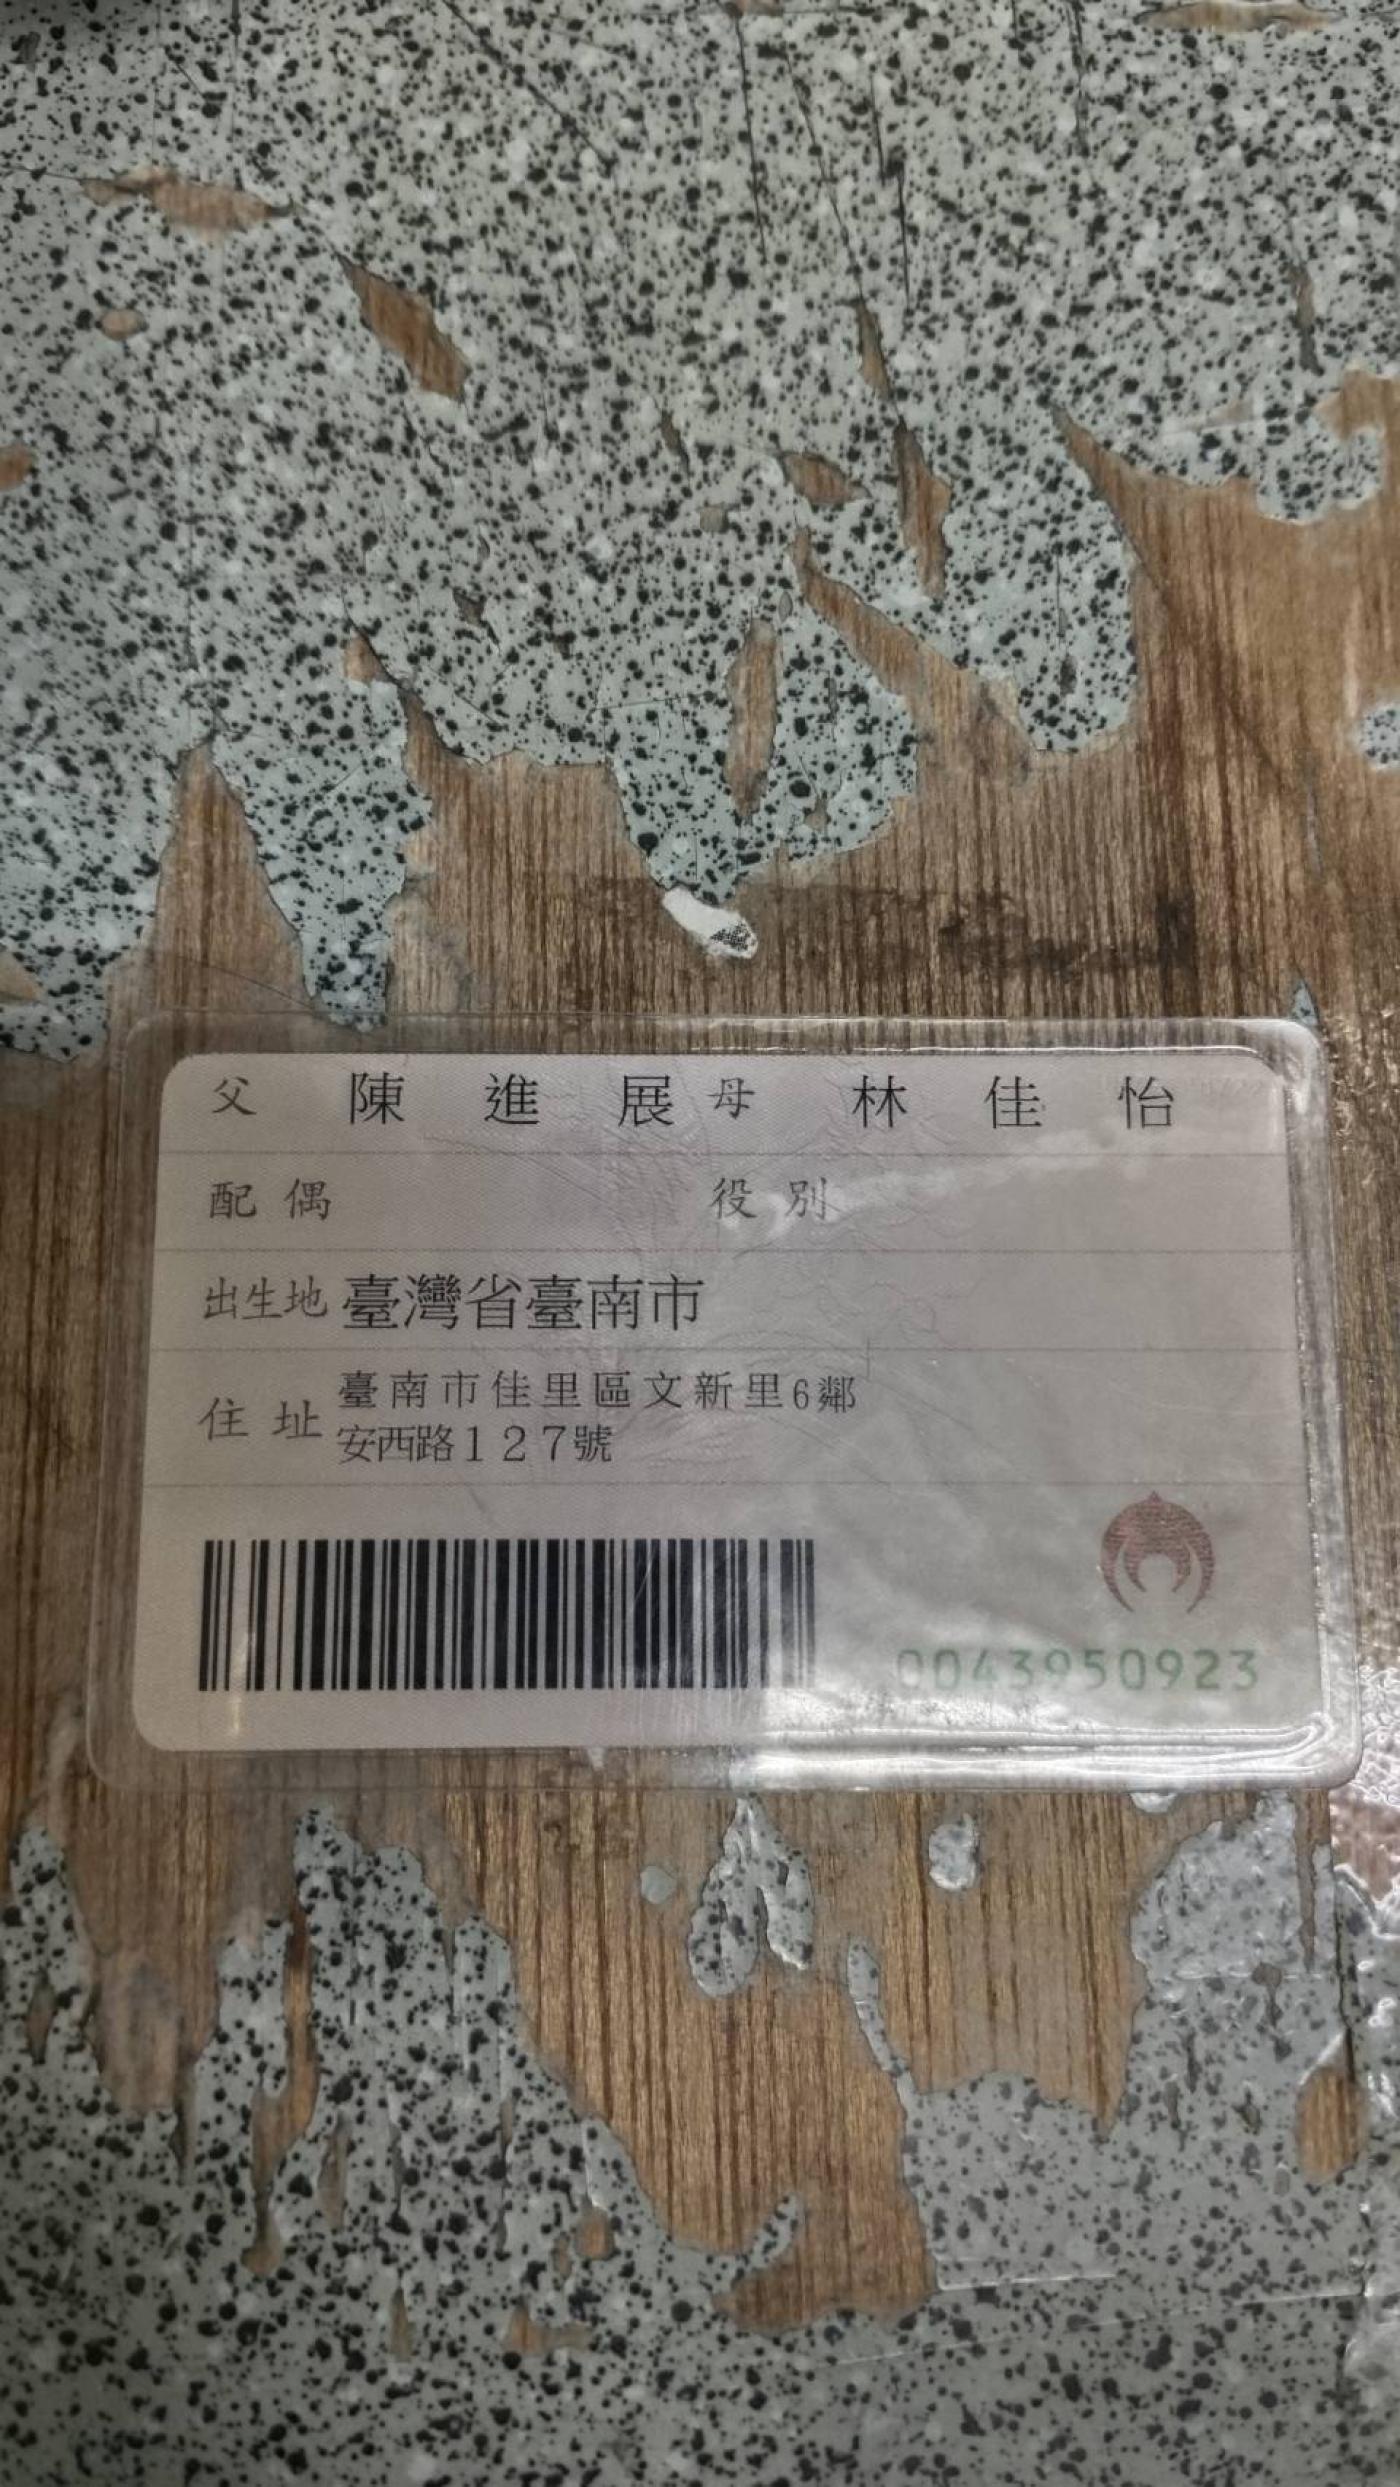 父 陳進展 母 林佳怡
配偶 役別
出生地 臺灣省臺南市
住址 臺南市佳里區文新里6鄰
安西路127號
0043950923